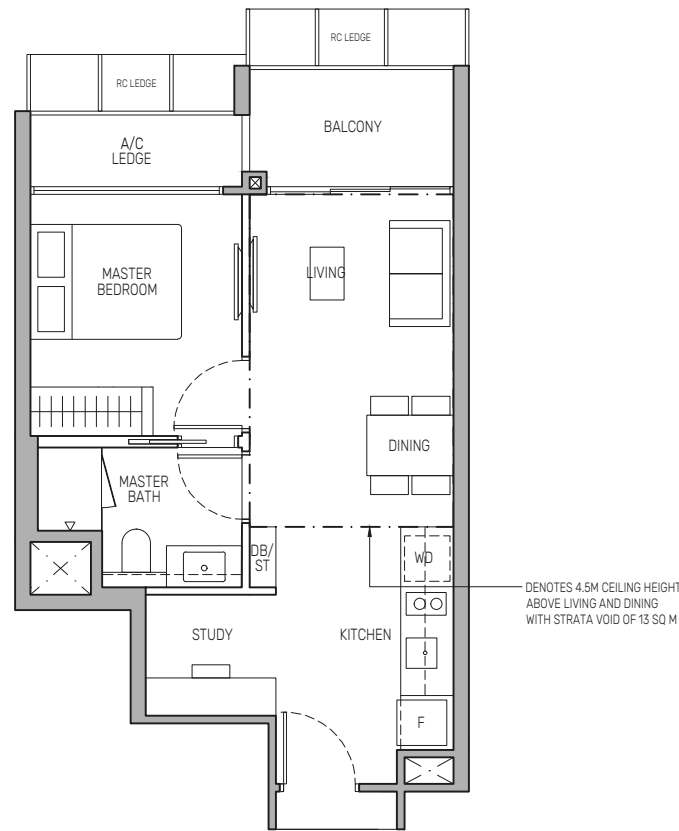 RC LEDGE
RC LEDGE
BALCONY
A/C
LEDGE
MASTER
BEDROOM
LIVING
DINING
MASTER
BATH
DB/
ST
WD
DENOTES 4.5M CEILING HEIGHT
ABOVE LIVING AND DINING
WITH STRATA VOID OF 13 SQ M
STUDY
KITCHEN
F